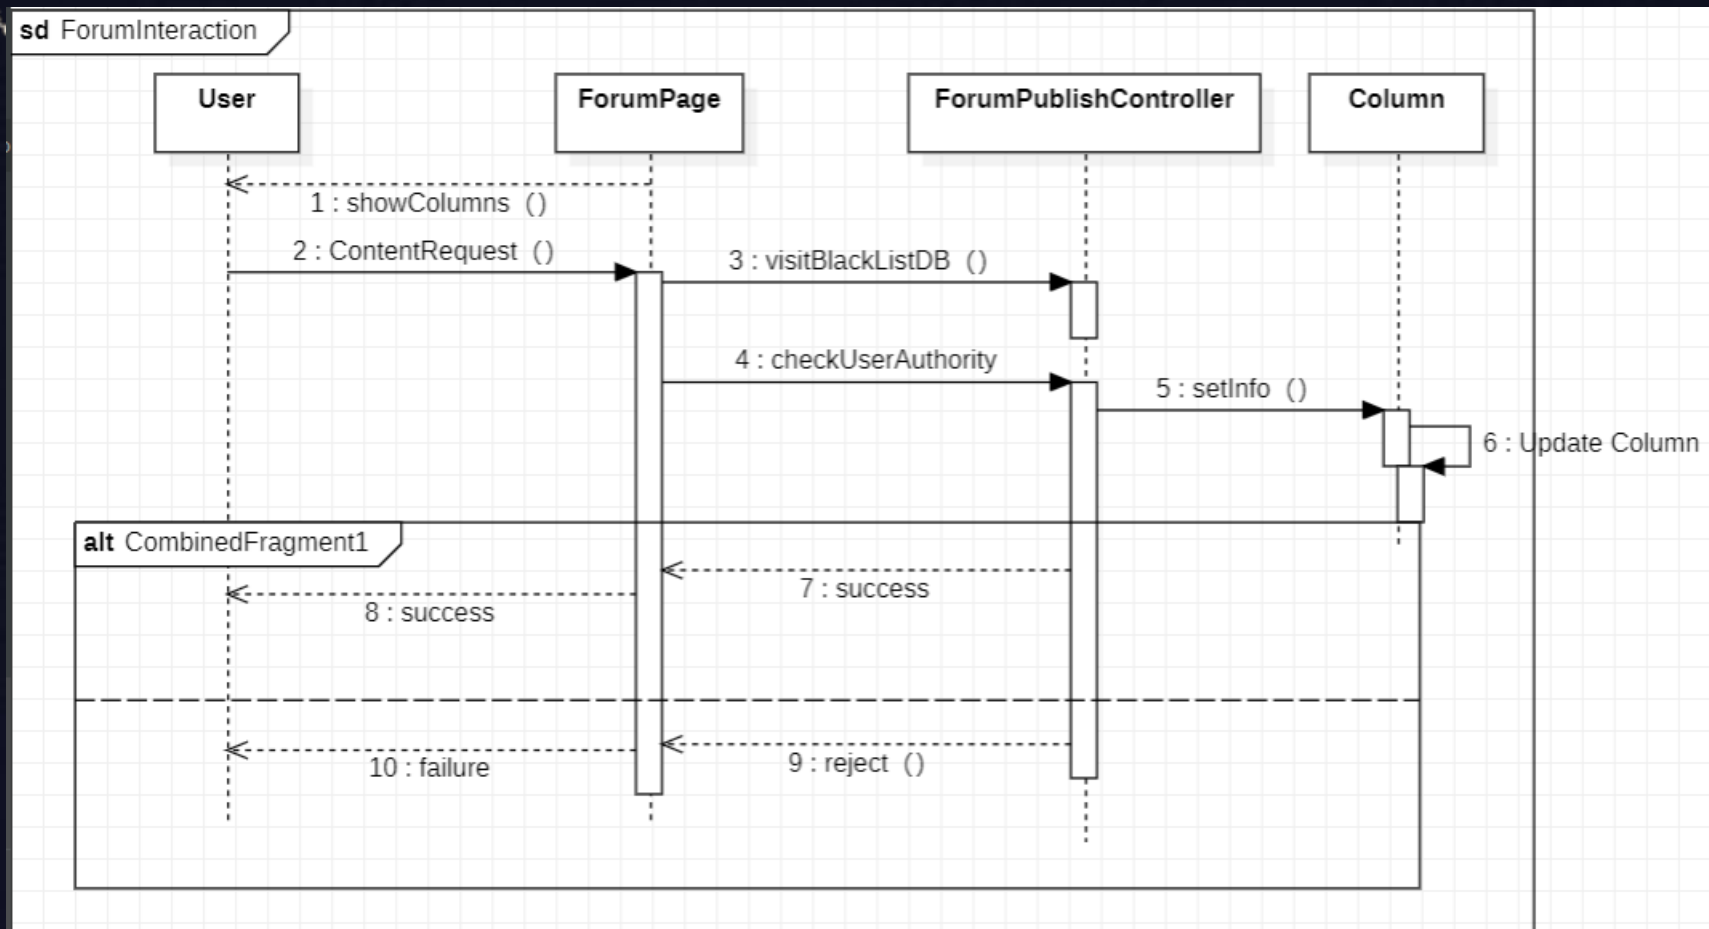 sd ForumInteraction
User
ForumPage
ForumPublishController
Column
1 : showColumns ()
2 : ContentRequest ()
3 : visitBlackListDB ()
4 : checkUserAuthority
5 : setInfo ()
6 : Update Column
alt CombinedFragment1
7 : success
8 : success
9 : reject ()
10 : failure